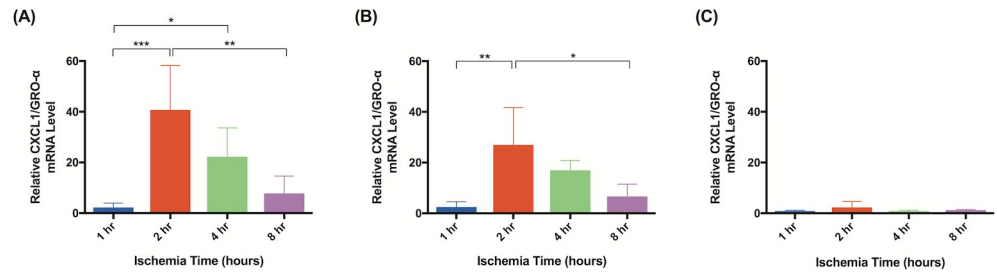 (A)
*
***
**
Relative CXCL1/GRO-α
mRNA Level
60
40
20
0
1 hr
2 hr
4 hr
8 hr
Ischemia Time (hours)
(B)
**
*
Relative CXCL1/GRO-α
mRNA Level
60
40
20
0
1 hr
2 hr
4 hr
8 hr
Ischemia Time (hours)
(C)
Relative CXCL1/GRO-α
mRNA Level
60
40
20
0
1 hr
2 hr
4 hr
8 hr
Ischemia Time (hours)